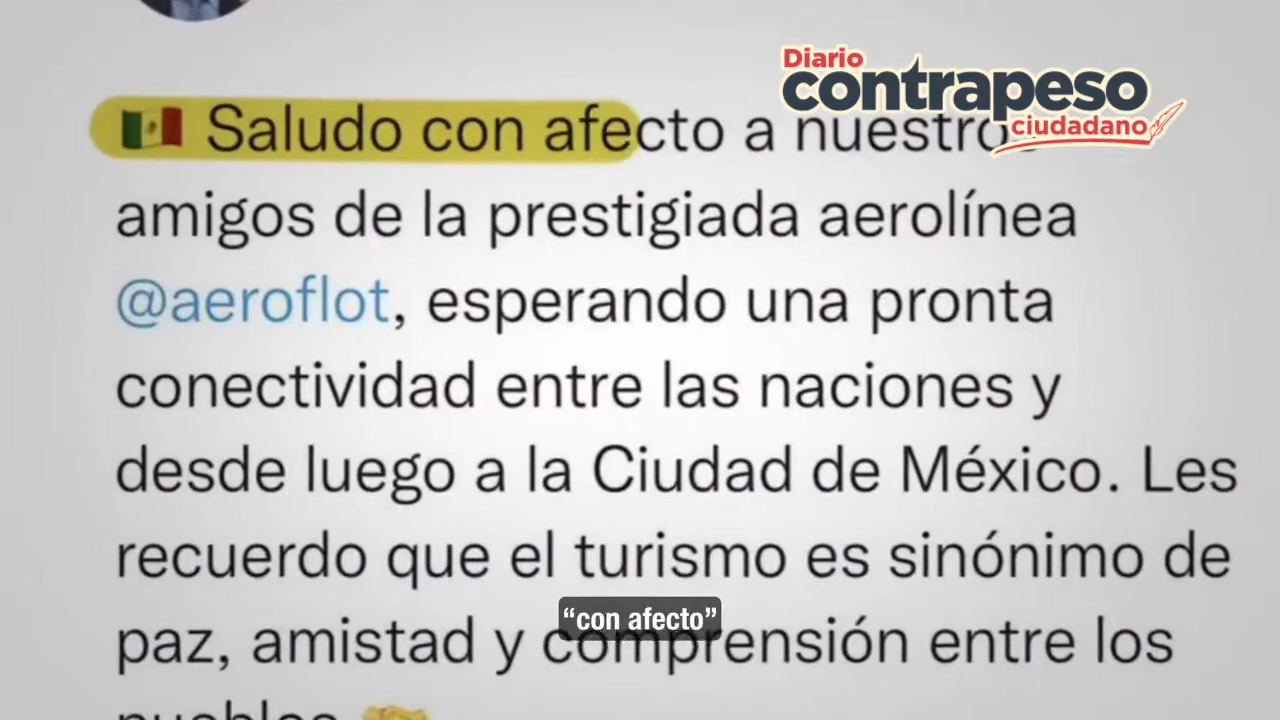 Diario
contrapeso
ciudadano
🇲🇽 Saludo con afecto a nuestros
amigos de la prestigiada aerolínea
@aeroflot, esperando una pronta
conectividad entre las naciones y
desde luego a la Ciudad de México. Les
recuerdo que el turismo es sinónimo de
“con afecto”
paz, amistad y comprensión entre los
pueblos